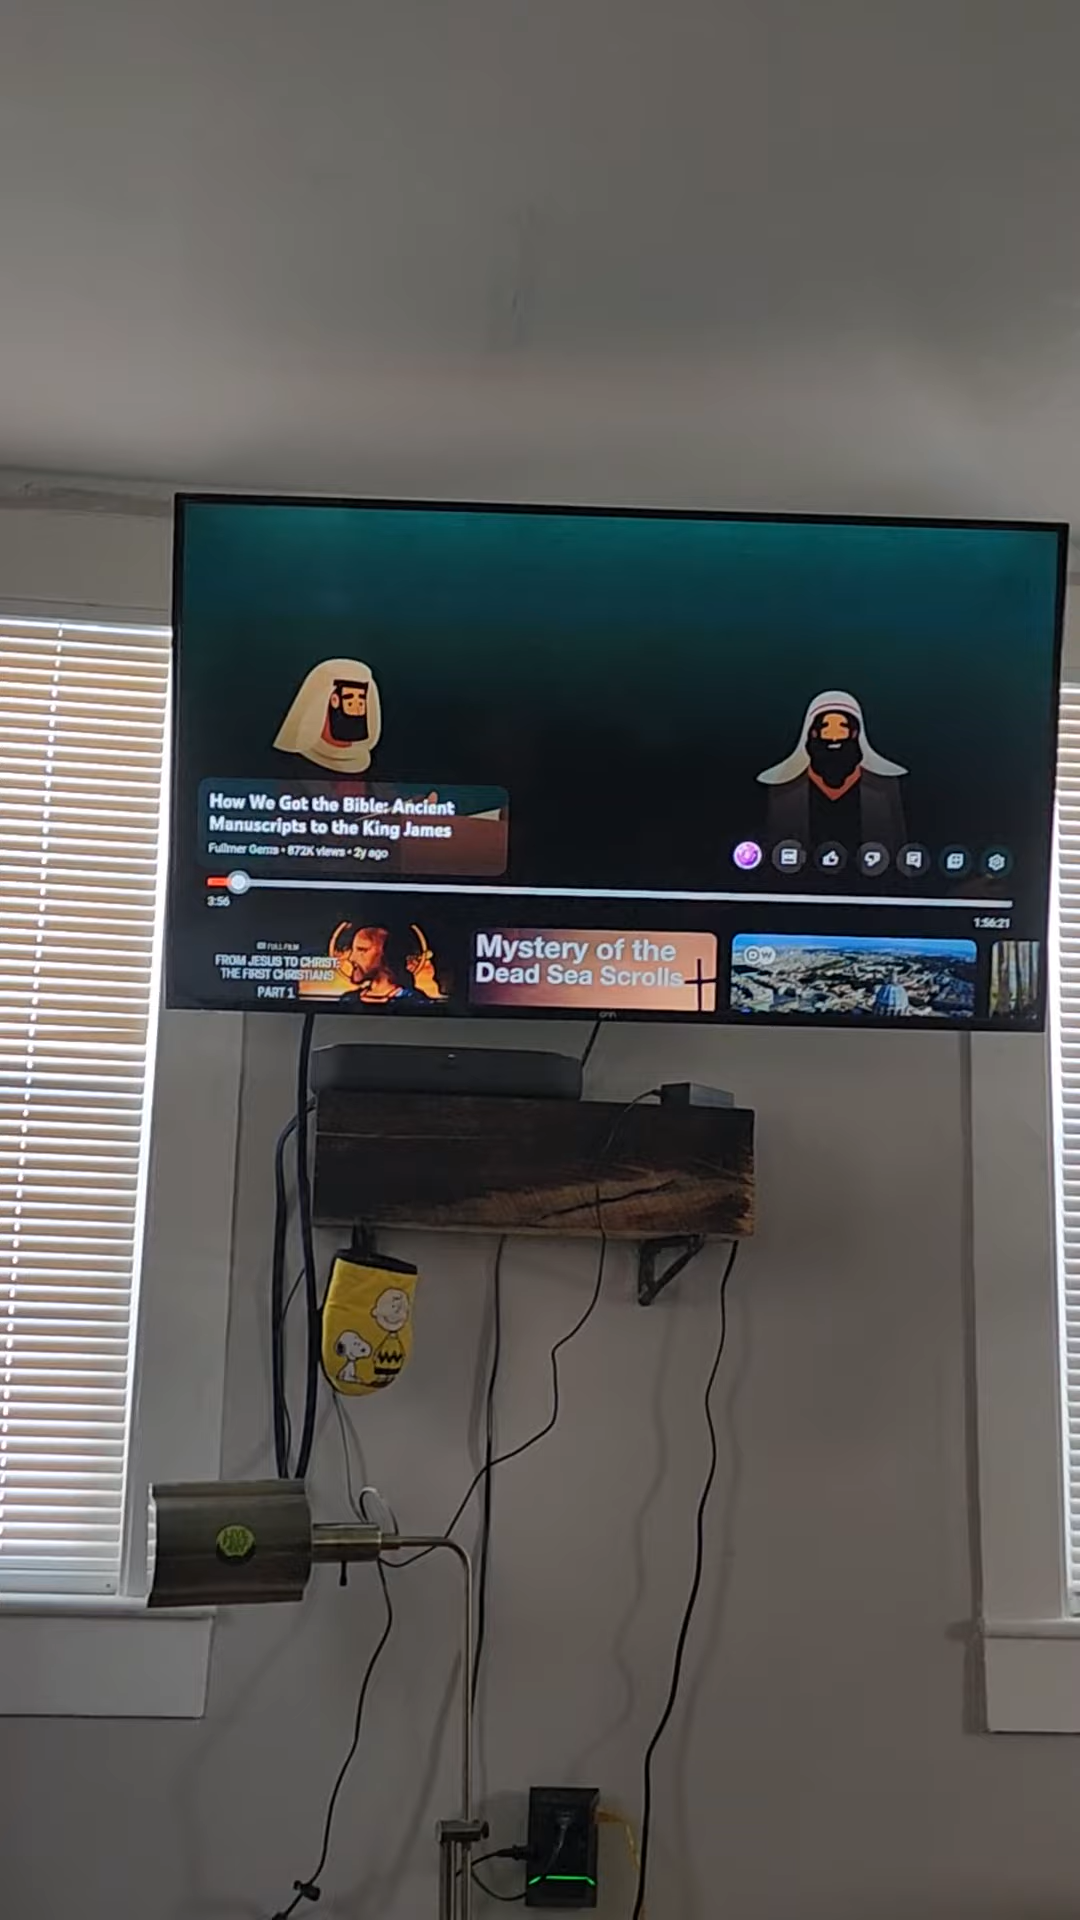 How We Got the Bible: Ancient
Manuscripts to the King James
Fullmer Gems • 872K views • 2y ago
3:56
1:56:21
FULL FILM
FROM JESUS TO CHRIST:
THE FIRST CHRISTIANS
PART 1
Mystery of the
Dead Sea Scrolls
DW
onn